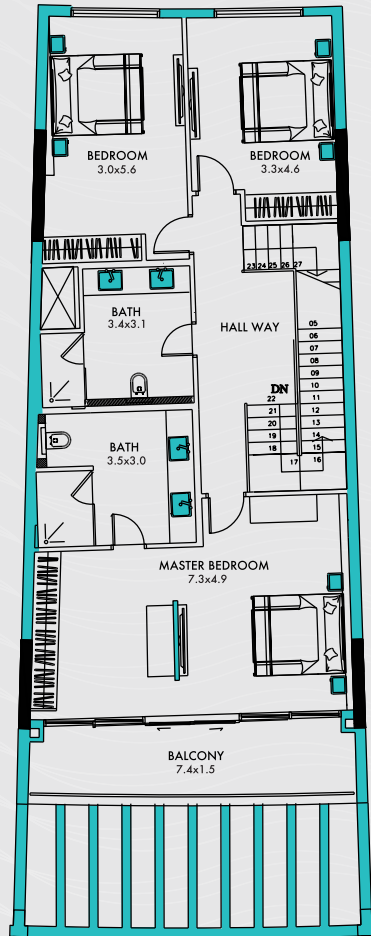 BEDROOM
3.0x5.6
BEDROOM
3.3x4.6
23 24 25 26 27
BATH
3.4x3.1
HALL WAY
05
06
07
08
09
10
11
12
13
14
15
16
17
DN
22
21
20
19
18
BATH
3.5x3.0
MASTER BEDROOM
7.3x4.9
BALCONY
7.4x1.5